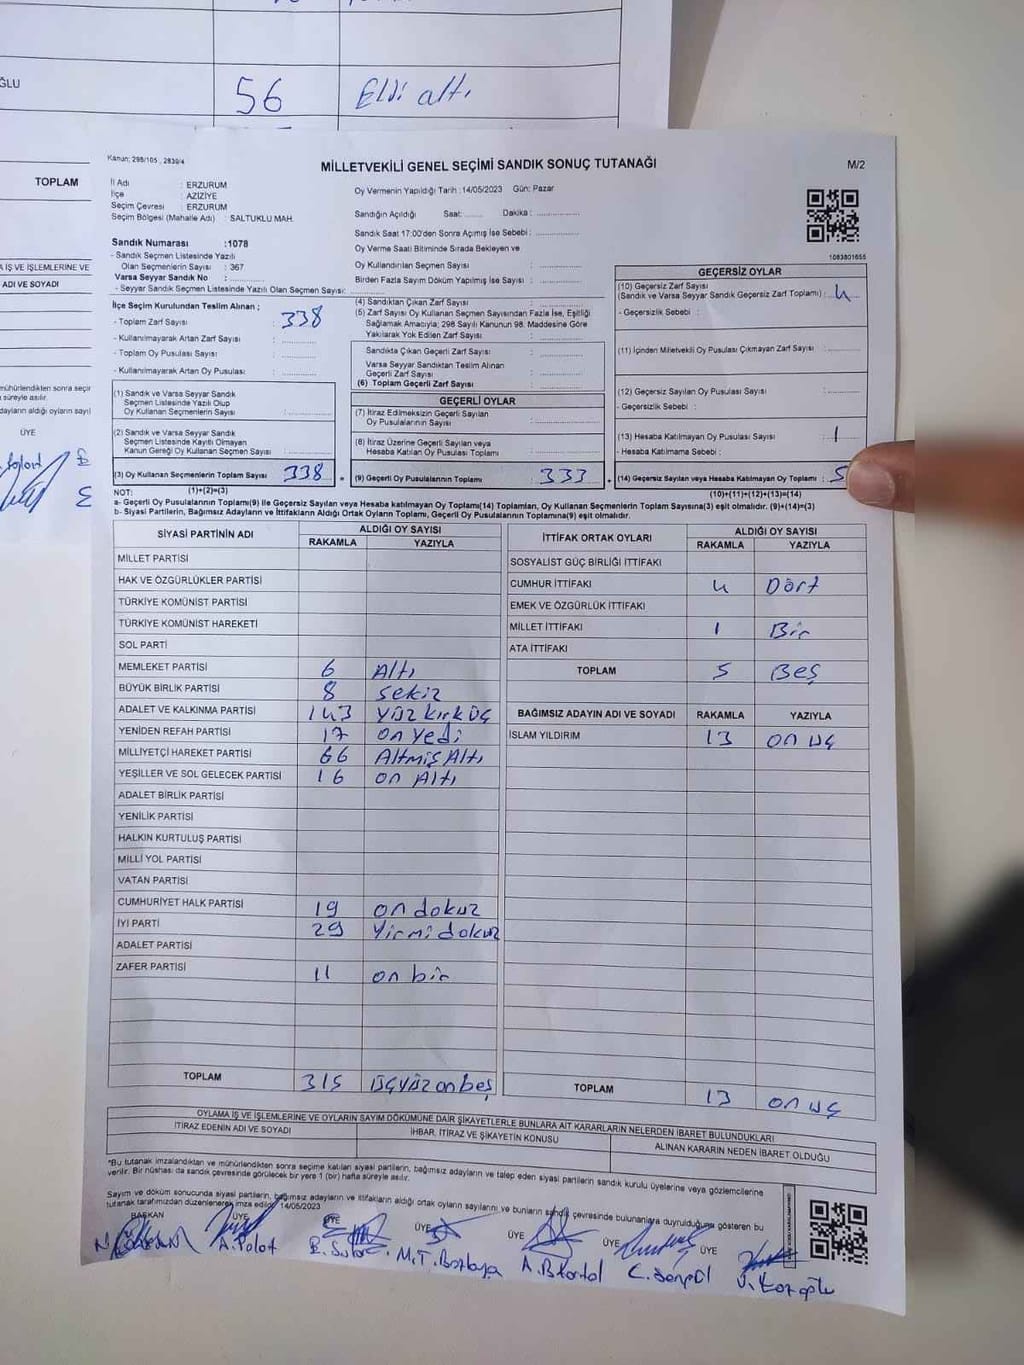 56 Eldi altı
ĞLU
TOPLAM
A İŞ VE İŞLEMLERİNE VE
ADI VE SOYADI
mühürlendikten sonra seçir
süreyle asılır.
adayların aldığı oyların sayıl
ÜYE
Kanun; 298/105 , 2839/4
MİLLETVEKİLİ GENEL SEÇİMİ SANDIK SONUÇ TUTANAĞI
M/2
İl Adı : ERZURUM
İlçe : AZİZİYE
Seçim Çevresi : ERZURUM
Seçim Bölgesi (Mahalle Adı) : SALTUKLU MAH.
Sandık Numarası :1078
- Sandık Seçmen Listesinde Yazılı
Olan Seçmenlerin Sayısı : 367
Varsa Seyyar Sandık No :
- Seyyar Sandık Seçmen Listesinde Yazılı Olan Seçmen Sayısı:
Oy Vermenin Yapıldığı Tarih :14/05/2023 Gün: Pazar
Sandığın Açıldığı Saat: Dakika :
Sandık Saat 17:00'den Sonra Açımış İse Sebebi :
Oy Verme Saati Bitiminde Sırada Bekleyen ve
Oy Kullandırılan Seçmen Sayısı :
Birden Fazla Sayım Döküm Yapılmış İse Sayısı :
1083801655
İlçe Seçim Kurulundan Teslim Alınan ;
- Toplam Zarf Sayısı : 338
- Kullanılmayarak Artan Zarf Sayısı :
- Toplam Oy Pusulası Sayısı :
- Kullanılmayarak Artan Oy Pusulası :
(1) Sandık ve Varsa Seyyar Sandık
Seçmen Listesinde Yazılı Olup
Oy Kullanan Seçmenlerin Sayısı :
(2) Sandık ve Varsa Seyyar Sandık
Seçmen Listesinde Kayıtlı Olmayan
Kanun Gereği Oy Kullanan Seçmen Sayısı :
(3) Oy Kullanan Seçmenlerin Toplam Sayısı : 338
(4) Sandıktan Çıkan Zarf Sayısı :
(5) Zarf Sayısı Oy Kullanan Seçmen Sayısından Fazla İse, Eşitliği
Sağlamak Amacıyla; 298 Sayılı Kanunun 98. Maddesine Göre
Yakılarak Yok Edilen Zarf Sayısı :
Sandıkta Çıkan Geçerli Zarf Sayısı :
Varsa Seyyar Sandıktan Teslim Alınan
Geçerli Zarf Sayısı :
(6) Toplam Geçerli Zarf Sayısı :
GEÇERLİ OYLAR
(7) İtiraz Edilmeksizin Geçerli Sayılan
Oy Pusulalarının Sayısı :
(8) İtiraz Üzerine Geçerli Sayılan veya
Hesaba Katılan Oy Pusulası Toplamı :
= (9) Geçerli Oy Pusulalarının Toplamı : 333
GEÇERSİZ OYLAR
(10) Geçersiz Zarf Sayısı
(Sandık ve Varsa Seyyar Sandık Geçersiz Zarf Toplamı) : 4
- Geçersizlik Sebebi :
(11) İçinden Milletvekili Oy Pusulası Çıkmayan Zarf Sayısı :
(12) Geçersiz Sayılan Oy Pusulası Sayısı :
- Geçersizlik Sebebi :
(13) Hesaba Katılmayan Oy Pusulası Sayısı : 1
- Hesaba Katılmama Sebebi :
+ (14) Geçersiz Sayılan veya Hesaba Katılmayan Oy Toplamı : 5
(1)+(2)=(3)
(10)+(11)+(12)+(13)=(14)
NOT:
a- Geçerli Oy Pusulalarının Toplamı(9) ile Geçersiz Sayılan veya Hesaba katılmayan Oy Toplamı(14) Toplamları, Oy Kullanan Seçmenlerin Toplam Sayısına(3) eşit olmalıdır. (9)+(14)=(3)
b- Siyasi Partilerin, Bağımsız Adayların ve İttifakların Aldığı Ortak Oyların Toplamı, Geçerli Oy Pusulalarının Toplamına(9) eşit olmalıdır.
SİYASİ PARTİNİN ADI ALDIĞI OY SAYISI
RAKAMLA YAZIYLA
MİLLET PARTİSİ
HAK VE ÖZGÜRLÜKLER PARTİSİ
TÜRKİYE KOMÜNİST PARTİSİ
TÜRKİYE KOMÜNİST HAREKETİ
SOL PARTİ
MEMLEKET PARTİSİ 6 Altı
BÜYÜK BİRLİK PARTİSİ 8 sekiz
ADALET VE KALKINMA PARTİSİ 143 yüz kırk üç
YENİDEN REFAH PARTİSİ 17 on yedi
MİLLİYETÇİ HAREKET PARTİSİ 66 Altmış Altı
YEŞİLLER VE SOL GELECEK PARTİSİ 16 on Altı
ADALET BİRLİK PARTİSİ
YENİLİK PARTİSİ
HALKIN KURTULUŞ PARTİSİ
MİLLİ YOL PARTİSİ
VATAN PARTİSİ
CUMHURİYET HALK PARTİSİ 19 on dokuz
İYİ PARTİ 29 Yirmi dokuz
ADALET PARTİSİ
ZAFER PARTİSİ 11 on bir
TOPLAM 315 üçyüz on beş
İTTİFAK ORTAK OYLARI ALDIĞI OY SAYISI
RAKAMLA YAZIYLA
SOSYALİST GÜÇ BİRLİĞİ İTTİFAKI
CUMHUR İTTİFAKI 4 Dört
EMEK VE ÖZGÜRLÜK İTTİFAKI
MİLLET İTTİFAKI 1 Bir
ATA İTTİFAKI
TOPLAM 5 Beş
BAĞIMSIZ ADAYIN ADI VE SOYADI RAKAMLA YAZIYLA
İSLAM YILDIRIM 13 on üç
TOPLAM 13 on üç
OYLAMA İŞ VE İŞLEMLERİNE VE OYLARIN SAYIM DÖKÜMÜNE DAİR ŞİKAYETLERLE BUNLARA AİT KARARLARIN NELERDEN İBARET BULUNDUKLARI
İTİRAZ EDENİN ADI VE SOYADI İHBAR, İTİRAZ VE ŞİKAYETİN KONUSU ALINAN KARARIN NEDEN İBARET OLDUĞU
*Bu tutanak imzalandıktan ve mühürlendikten sonra seçime katılan siyasi partilerin, bağımsız adayların ve talep eden siyasi partilerin sandık kurulu üyelerine veya gözlemcilerine
verilir. Bir nüshası da sandık çevresinde görülecek bir yere 1 (bir) hafta süreyle asılır.
Sayım ve döküm sonucunda siyasi partilerin, bağımsız adayların ve ittifakların aldığı ortak oyların sayılarını ve bunların sandık çevresinde bulunanlara duyrulduğunu gösteren bu
tutanak tarafımızdan düzenlenerek imza edildi. 14/05/2023
BAŞKAN ÜYE ÜYE ÜYE ÜYE ÜYE ÜYE
A. Polat